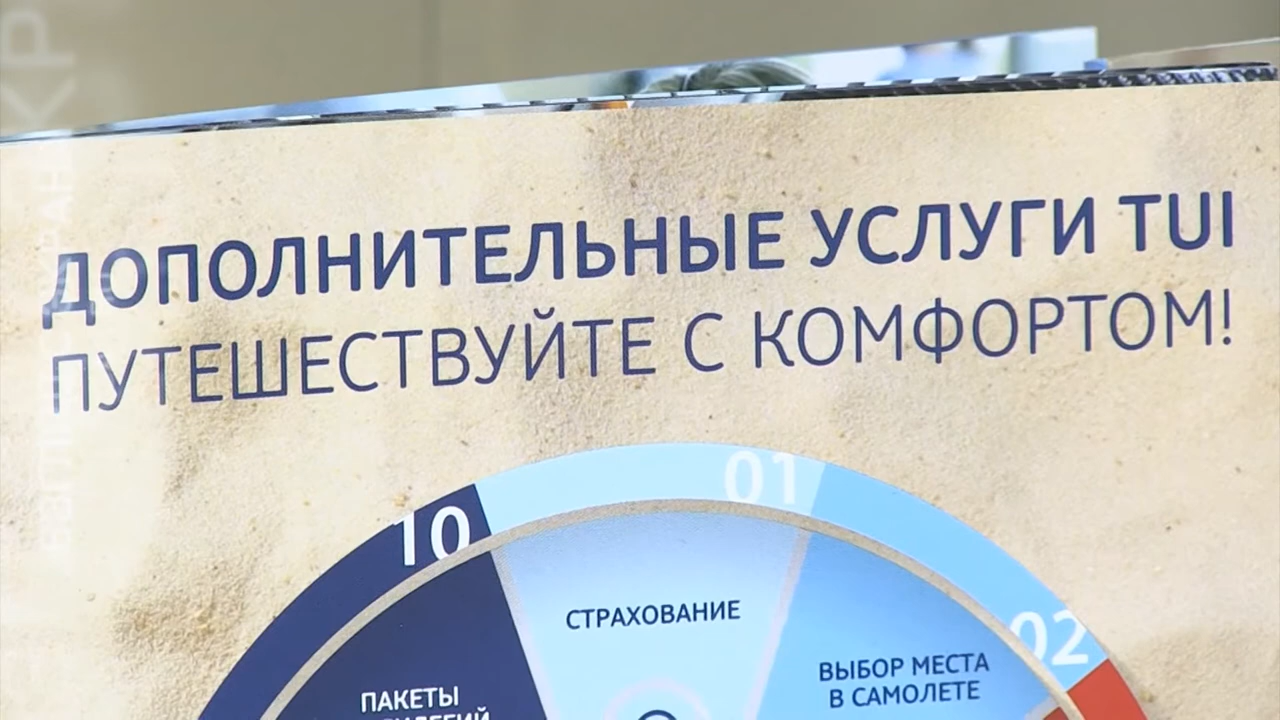 ДОПОЛНИТЕЛЬНЫЕ УСЛУГИ TUI
ПУТЕШЕСТВУЙТЕ С КОМФОРТОМ!
10
01
02
СТРАХОВАНИЕ
ВЫБОР МЕСТА
В САМОЛЕТЕ
ПАКЕТЫ